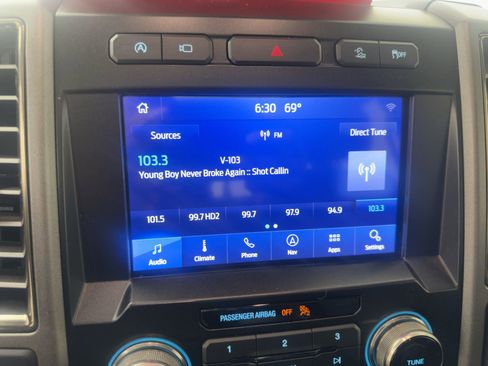 A
OFF
6:30 69°
Sources FM Direct Tune
103.3 V-103
Young Boy Never Broke Again :: Shot Callin
101.5 99.7 HD2 99.7 97.9 94.9 103.3
Audio Climate Phone Nav Apps Settings
PASSENGER AIRBAG OFF
1 2 3
TUNE